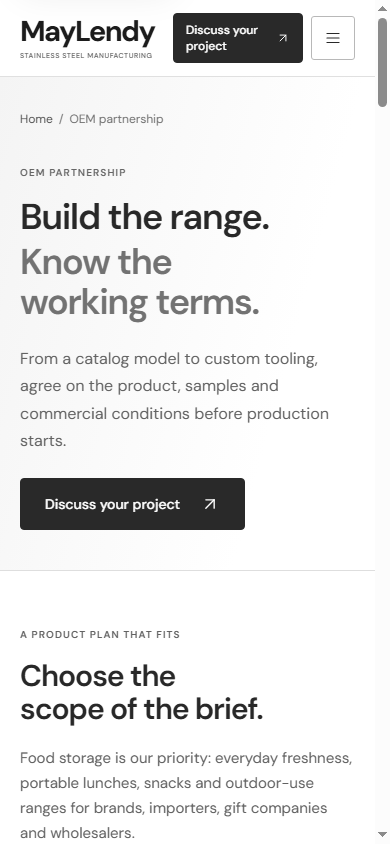 MayLendy
STAINLESS STEEL MANUFACTURING
Discuss your
project
Home / OEM partnership
OEM PARTNERSHIP
Build the range.
Know the
working terms.
From a catalog model to custom tooling,
agree on the product, samples and
commercial conditions before production
starts.
Discuss your project
A PRODUCT PLAN THAT FITS
Choose the
scope of the brief.
Food storage is our priority: everyday freshness,
portable lunches, snacks and outdoor-use
ranges for brands, importers, gift companies
and wholesalers.